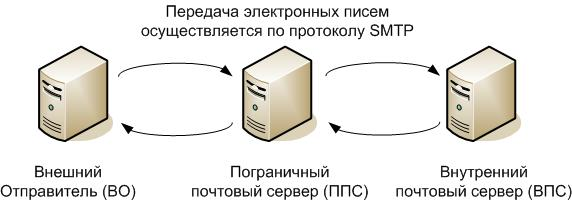 Передача электронных писем
осуществляется по протоколу SMTP
Внешний
Отправитель (ВО)
Пограничный
почтовый сервер (ППС)
Внутренний
почтовый сервер (ВПС)